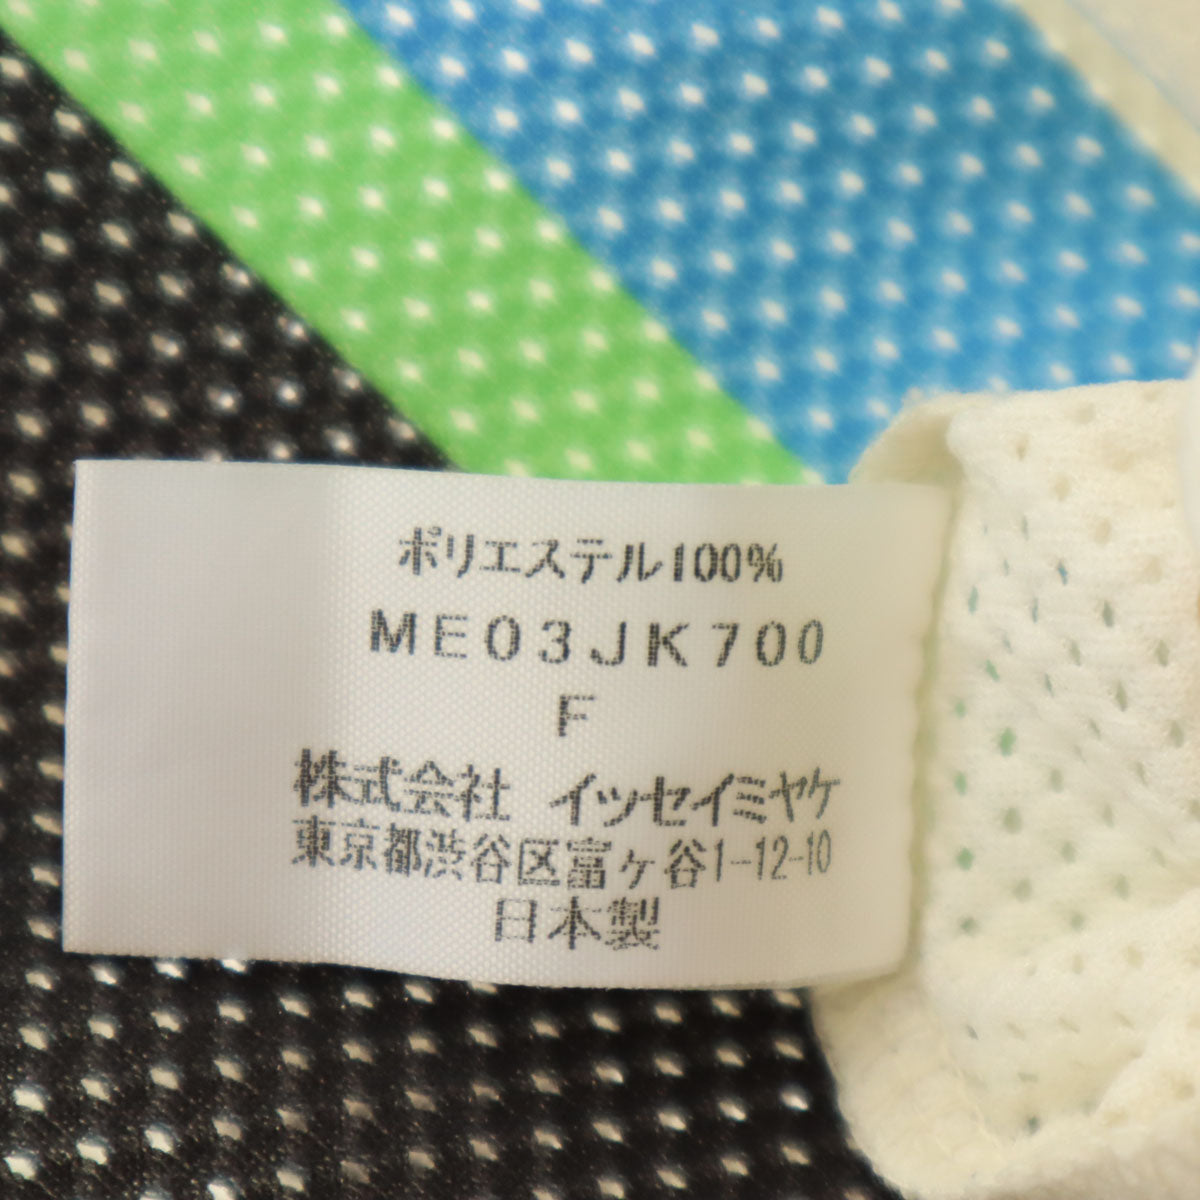 ポリエステル100%
ME03JK700
F
株式会社 イッセイミヤケ
東京都渋谷区富ヶ谷1-12-10
日本製